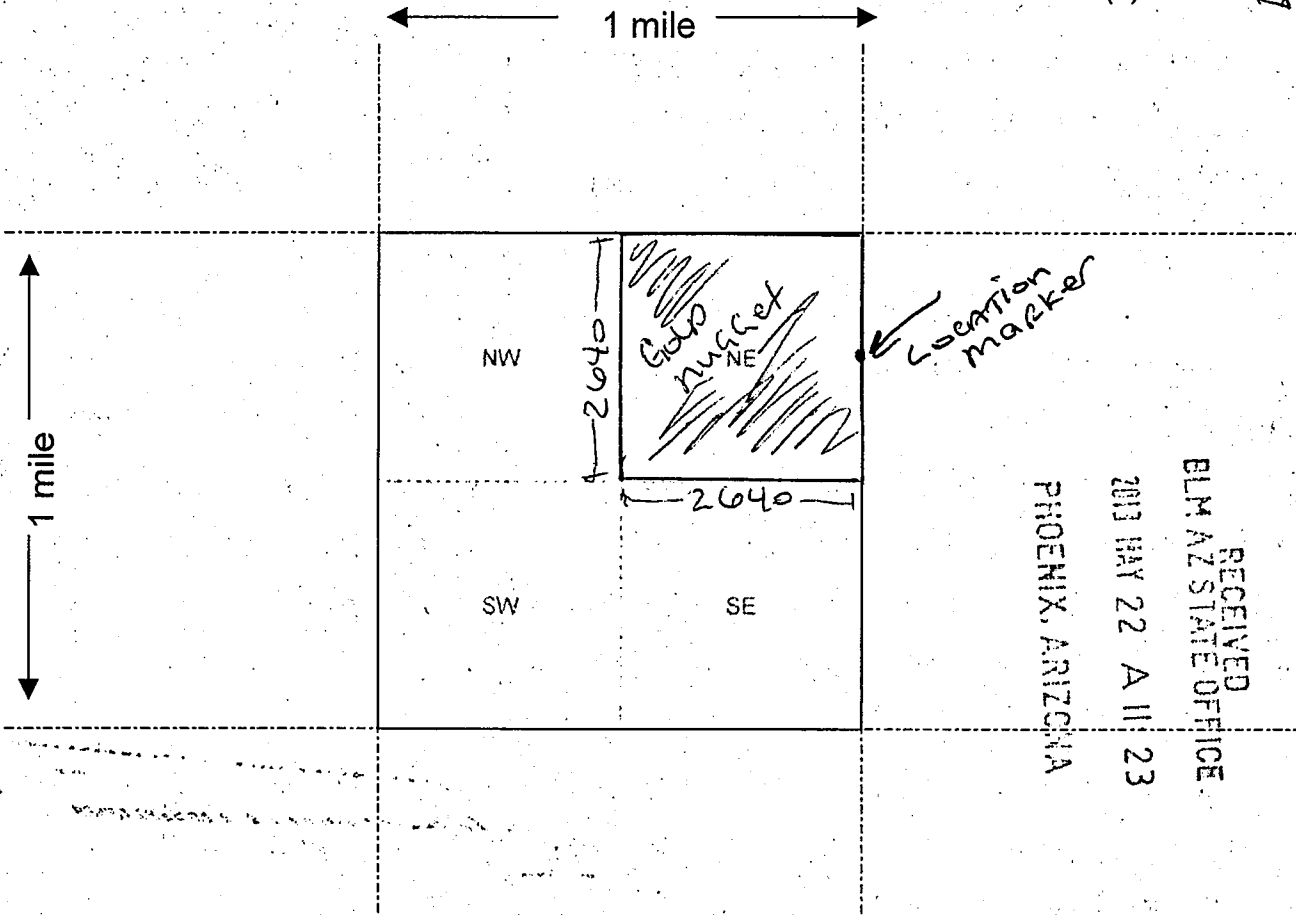 1 mile
1 mile
NW
2640
Gold
nugget
NE
Location
marker
2640
SW
SE
RECEIVED
BLM AZ STATE OFFICE
2013 MAY 22 A 11: 23
PHOENIX, ARIZONA